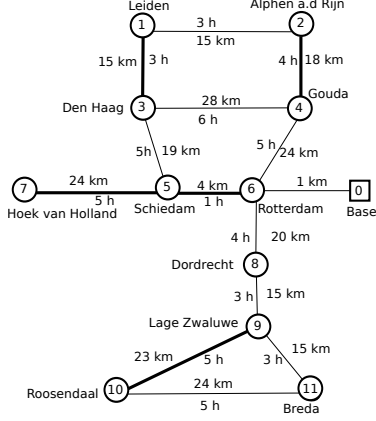 Leiden
Alphen a.d Rijn
1
3 h
2
15 km
15 km
3 h
4 h
18 km
Den Haag
3
28 km
6 h
4
Gouda
5h
19 km
5 h
24 km
7
24 km
5 h
5
4 km
1 h
6
1 km
0
Hoek van Holland
Schiedam
Rotterdam
Base
4 h
20 km
Dordrecht
8
3 h
15 km
Lage Zwaluwe
9
23 km
5 h
3 h
15 km
Roosendaal
10
24 km
5 h
11
Breda